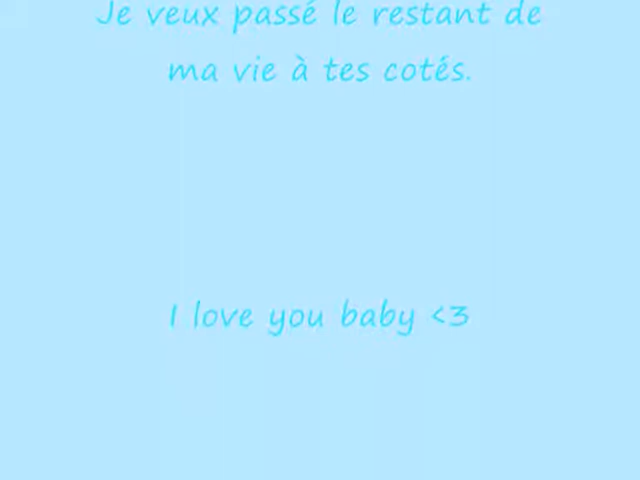 Je veux passé le restant de
ma vie à tes cotés.
I love you baby <3